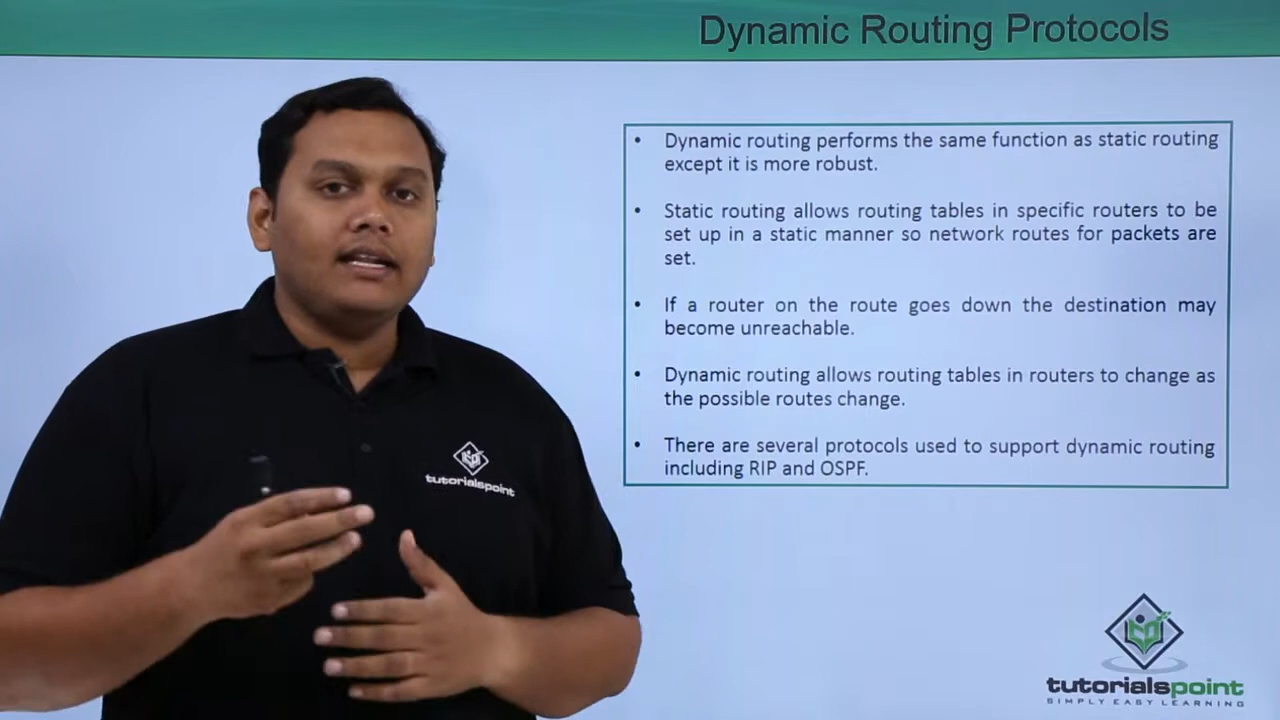 Dynamic Routing Protocols
• Dynamic routing performs the same function as static routing
except it is more robust.
• Static routing allows routing tables in specific routers to be
set up in a static manner so network routes for packets are
set.
• If a router on the route goes down the destination may
become unreachable.
• Dynamic routing allows routing tables in routers to change as
the possible routes change.
• There are several protocols used to support dynamic routing
including RIP and OSPF.
tutorialspoint
tutorialspoint
SIMPLY EASY LEARNING